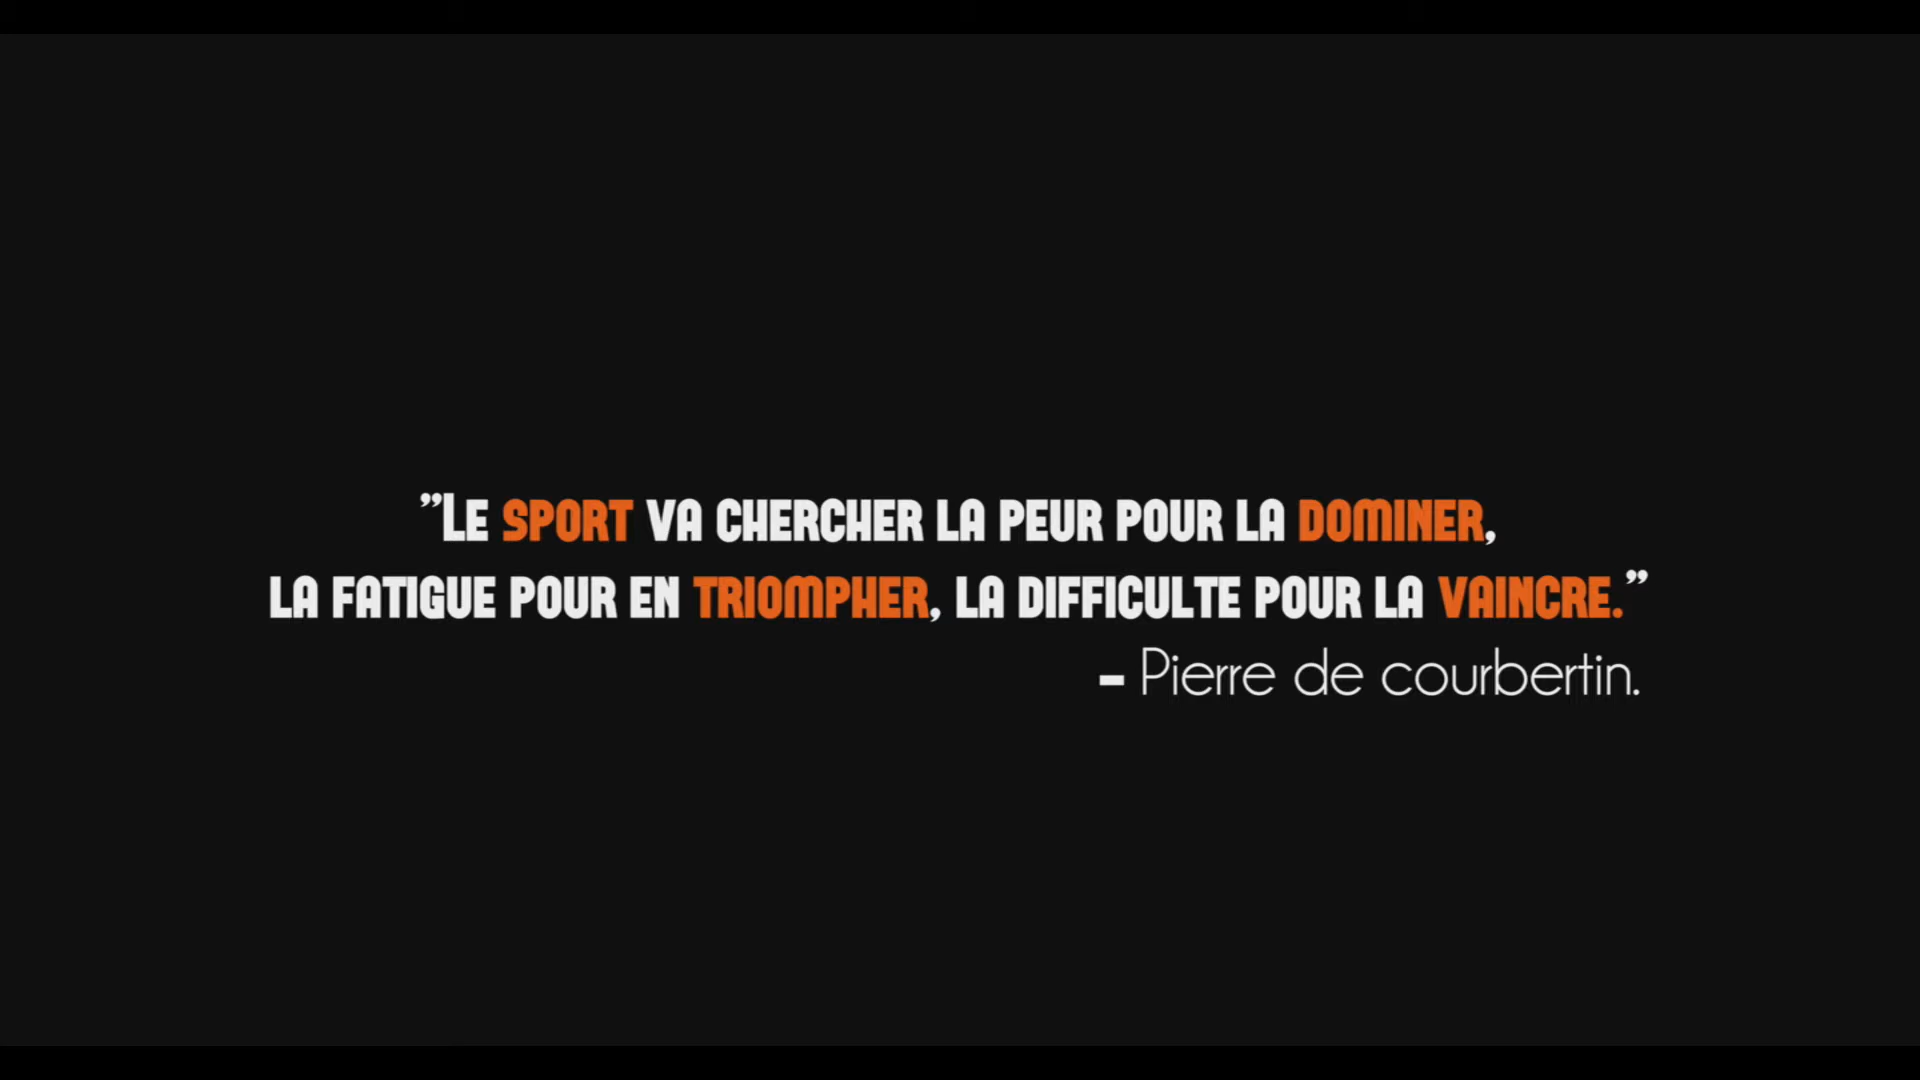 ”Le sport va chercher la peur pour la dominer,
la fatigue pour en triompher, la difficulte pour la vaincre.”
- Pierre de courbertin.